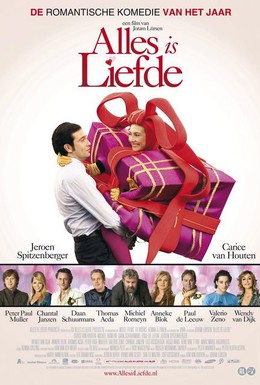 DE ROMANTISCHE KOMEDIE VAN HET JAAR
een film van
Joram Lürsen
Alles is
Liefde
Jeroen
Spitzenberger
Carice
van Houten
Peter Paul
Muller
Chantal
Janzen
Daan
Schuurmans
Thomas
Acda
Michiel
Romeyn
Anneke
Blok
Paul
de Leeuw
Valerio
Zeno
Wendy
van Dijk
www.AllesisLiefde.nl